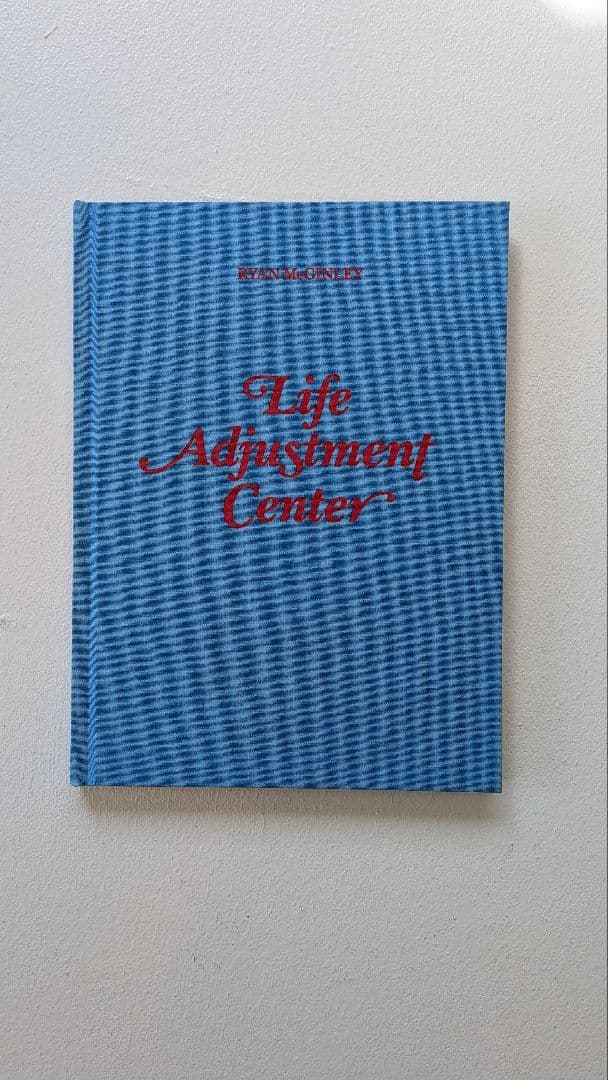 RYAN McGINLEY
Life
Adjustment
Center